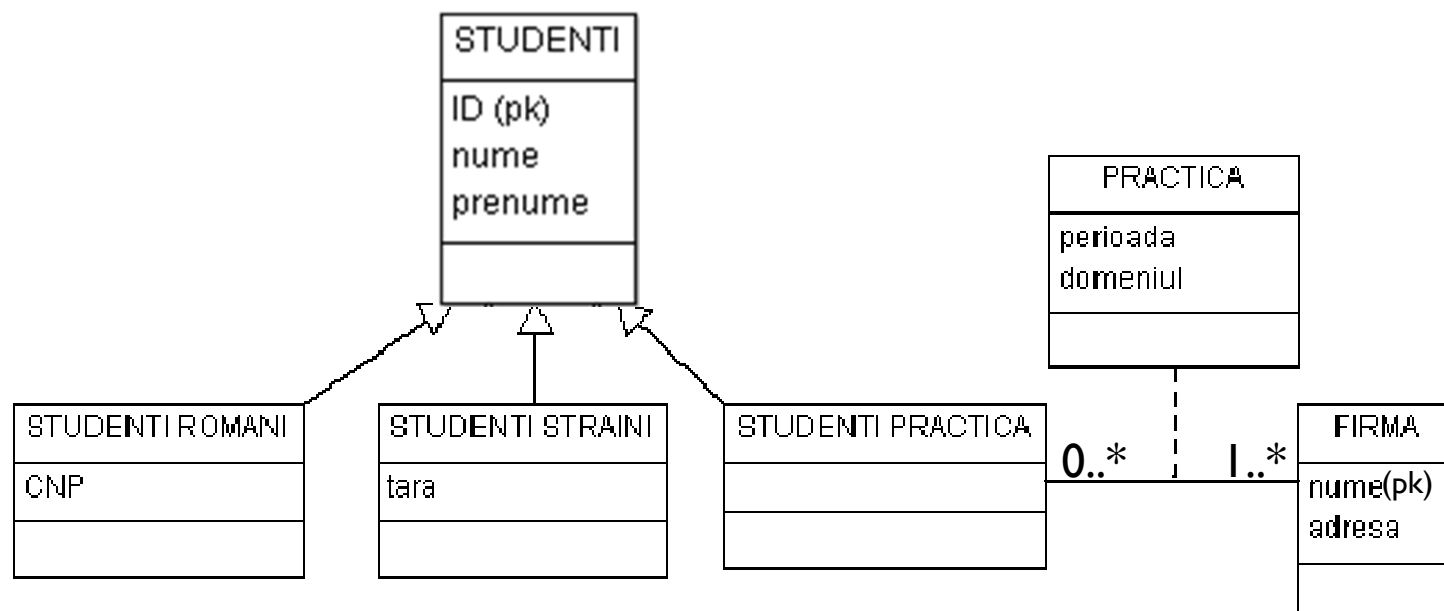 STUDENTI
ID (pk)
nume
prenume
PRACTICA
perioada
domeniul
STUDENTI ROMANI
CNP
STUDENTI STRAINI
tara
STUDENTI PRACTICA
0..*
1..*
FIRMA
nume(pk)
adresa